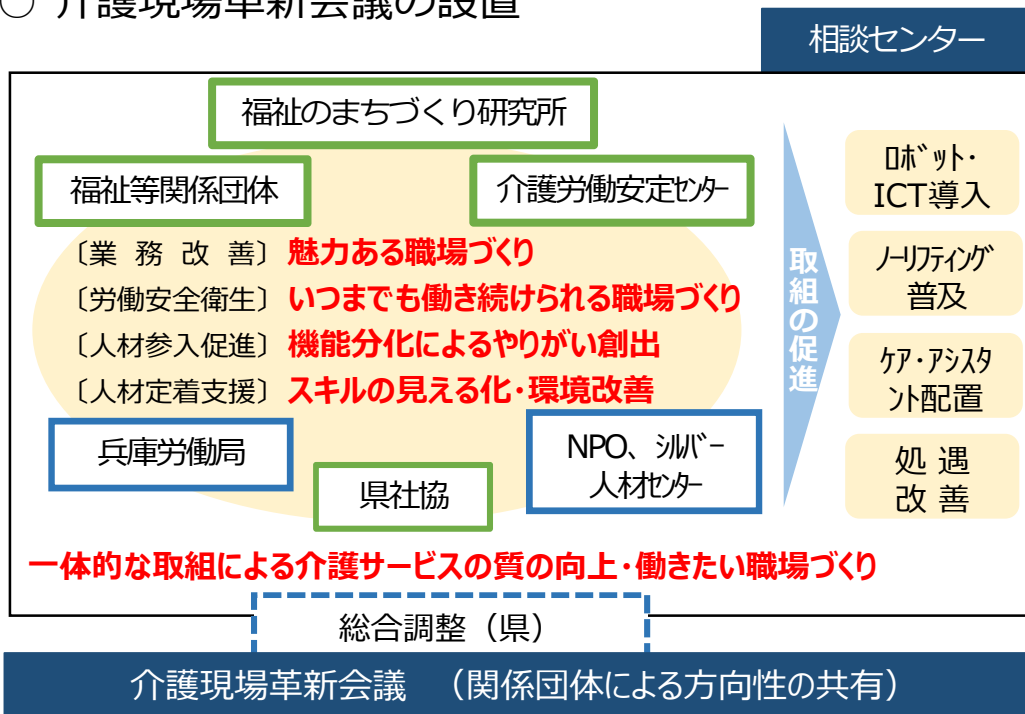 ○ 介護現場革新会議の設置
相談センター
福祉のまちづくり研究所
福祉等関係団体
介護労働安定ｾﾝﾀｰ
〔業 務 改 善〕 魅力ある職場づくり
〔労働安全衛生〕 いつまでも働き続けられる職場づくり
〔人材参入促進〕 機能分化によるやりがい創出
〔人材定着支援〕 スキルの見える化・環境改善
兵庫労働局
県社協
NPO、ｼﾙﾊﾞｰ
人材ｾﾝﾀｰ
取組の促進
ﾛﾎﾞｯﾄ・
ICT導入
ﾉｰﾘﾌﾃｨﾝｸﾞ
普及
ｹｱ・ｱｼｽﾀ
ﾝﾄ配置
処 遇
改 善
一体的な取組による介護サービスの質の向上・働きたい職場づくり
総合調整（県）
介護現場革新会議 （関係団体による方向性の共有）